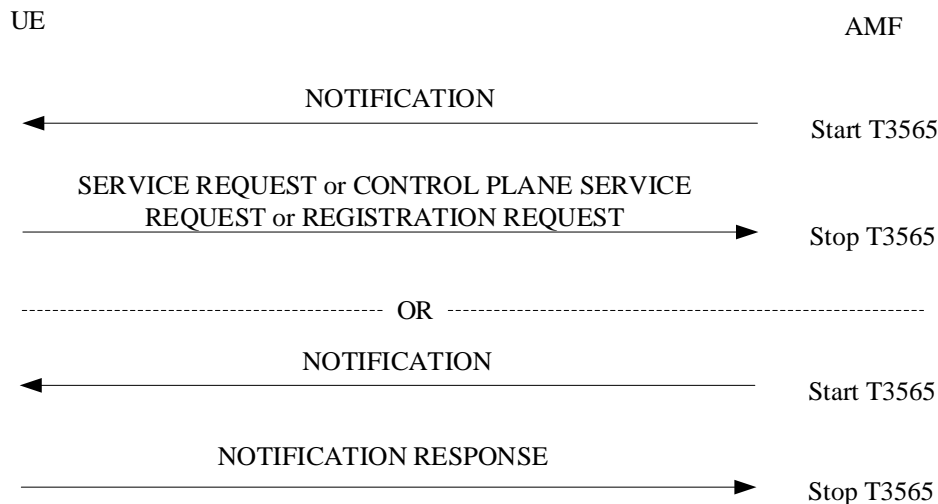 UE
AMF
NOTIFICATION
Start T3565
SERVICE REQUEST or CONTROL PLANE SERVICE
REQUEST or REGISTRATION REQUEST
Stop T3565
OR
NOTIFICATION
Start T3565
NOTIFICATION RESPONSE
Stop T3565